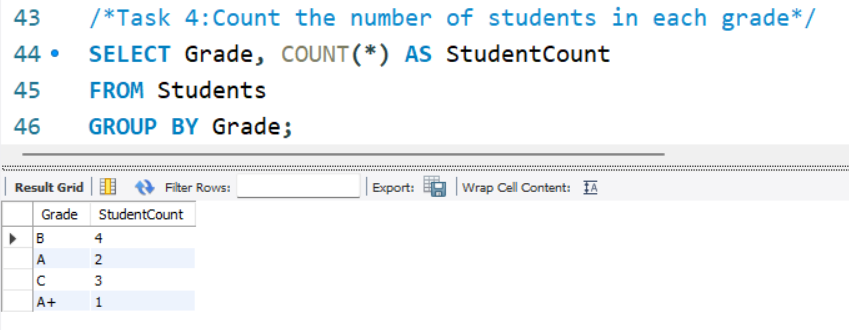 43 /*Task 4:Count the number of students in each grade*/
44 SELECT Grade, COUNT(*) AS StudentCount
45 FROM Students
46 GROUP BY Grade;
Result Grid Filter Rows: Export: Wrap Cell Content: IA
Grade StudentCount
B 4
A 2
C 3
A+ 1